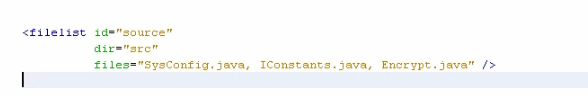 <filelist id="source"
dir="src"
files="SysConfig.java, IConstants.java, Encrypt.java" />